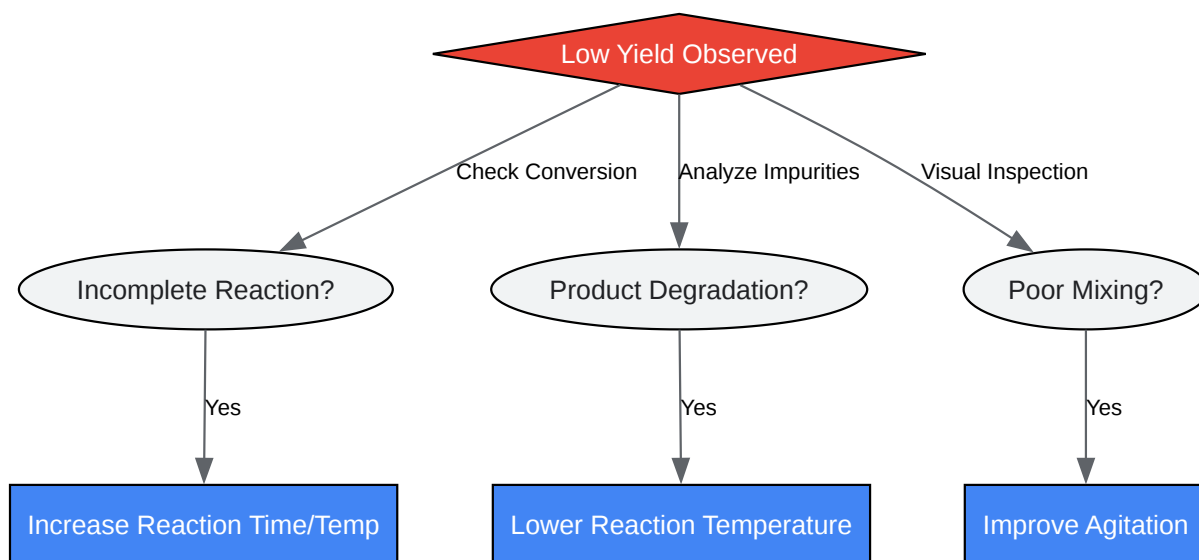 Low Yield Observed
Check Conversion
Analyze Impurities
Visual Inspection
Incomplete Reaction?
Product Degradation?
Poor Mixing?
Yes
Yes
Yes
Increase Reaction Time/Temp
Lower Reaction Temperature
Improve Agitation